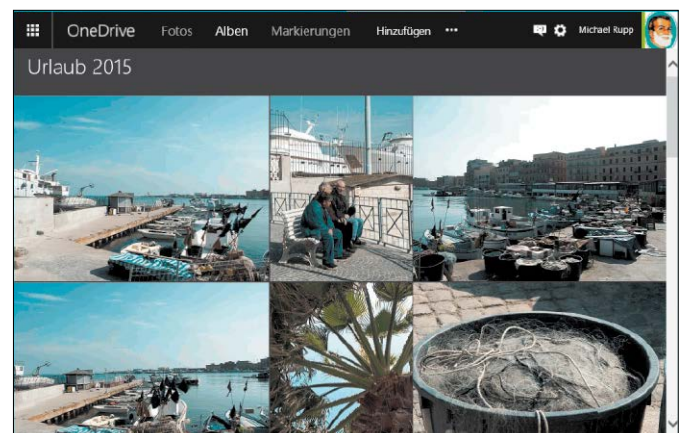 OneDrive Fotos Alben Markierungen Hinzufügen ••• Michael Rupp
Urlaub 2015